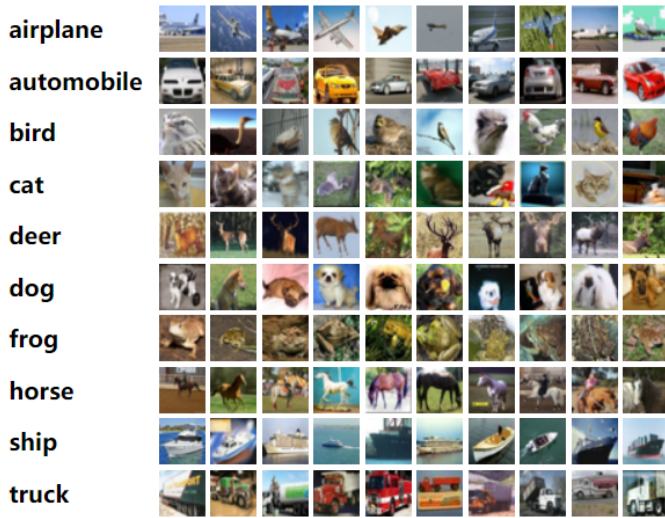 airplane
automobile
bird
cat
deer
dog
frog
horse
ship
truck